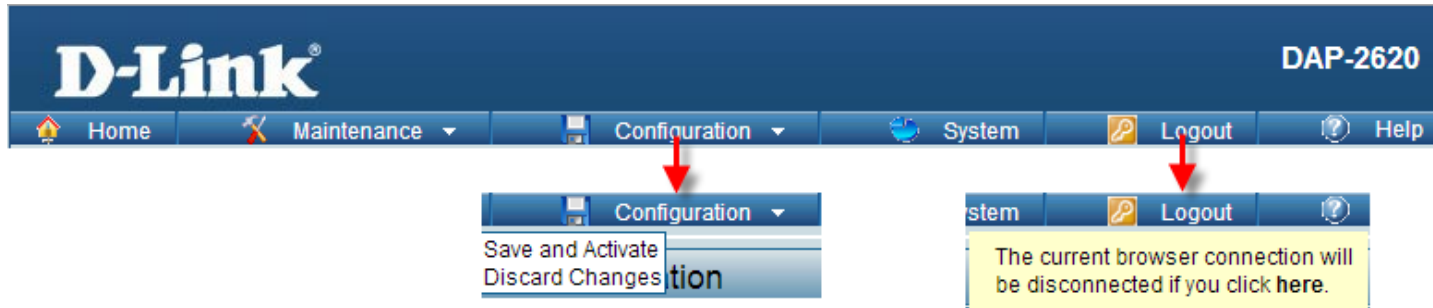 D-Link®
DAP-2620
Home Maintenance Configuration System Logout Help
Configuration
Save and Activate
Discard Changes
tion
stem Logout
The current browser connection will
be disconnected if you click here.